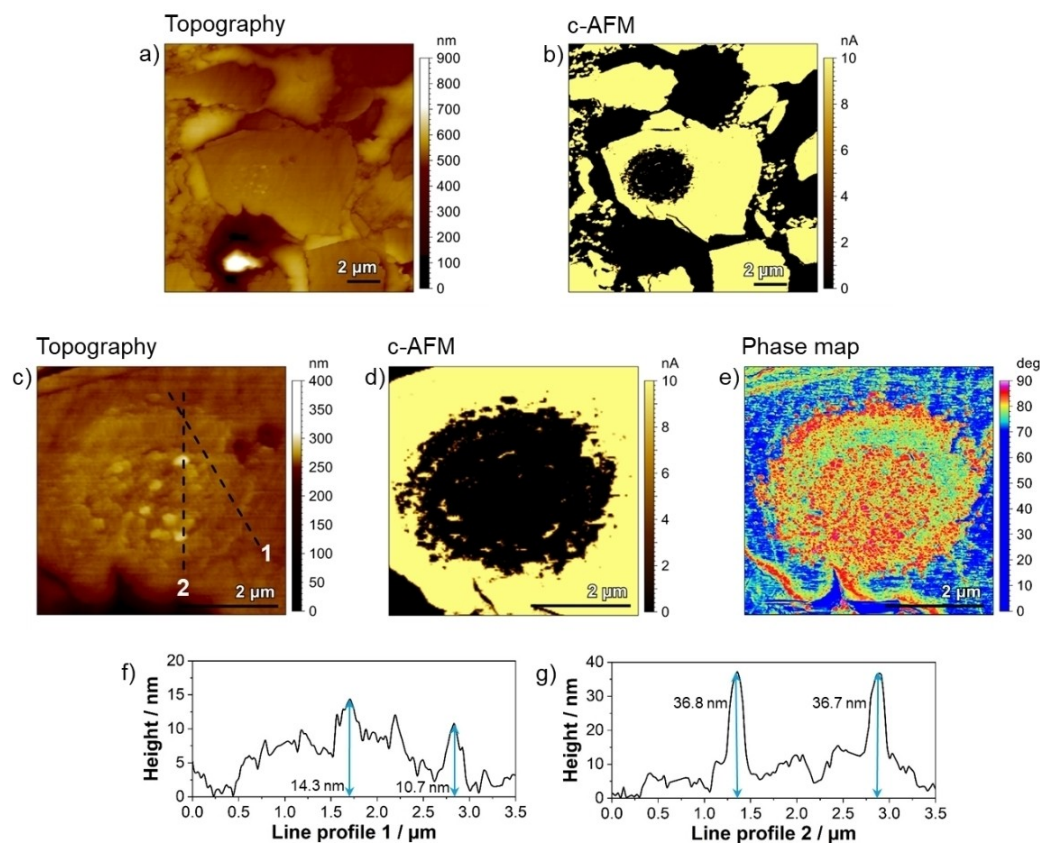 Topography
c-AFM
a)
nm
900
800
700
600
500
400
300
200
100
0
2 µm
b)
nA
10
8
6
4
2
0
2 µm
Topography
c-AFM
Phase map
c)
nm
400
350
300
250
200
150
100
50
0
1
2
2 µm
d)
nA
10
8
6
4
2
0
2 µm
e)
deg
90
80
70
60
50
40
30
20
10
0
2 µm
f)
Height / nm
20
15
10
5
0
14.3 nm
10.7 nm
0.0 0.5 1.0 1.5 2.0 2.5 3.0 3.5
Line profile 1 / µm
g)
Height / nm
40
30
20
10
0
36.8 nm
36.7 nm
0.0 0.5 1.0 1.5 2.0 2.5 3.0 3.5
Line profile 2 / µm